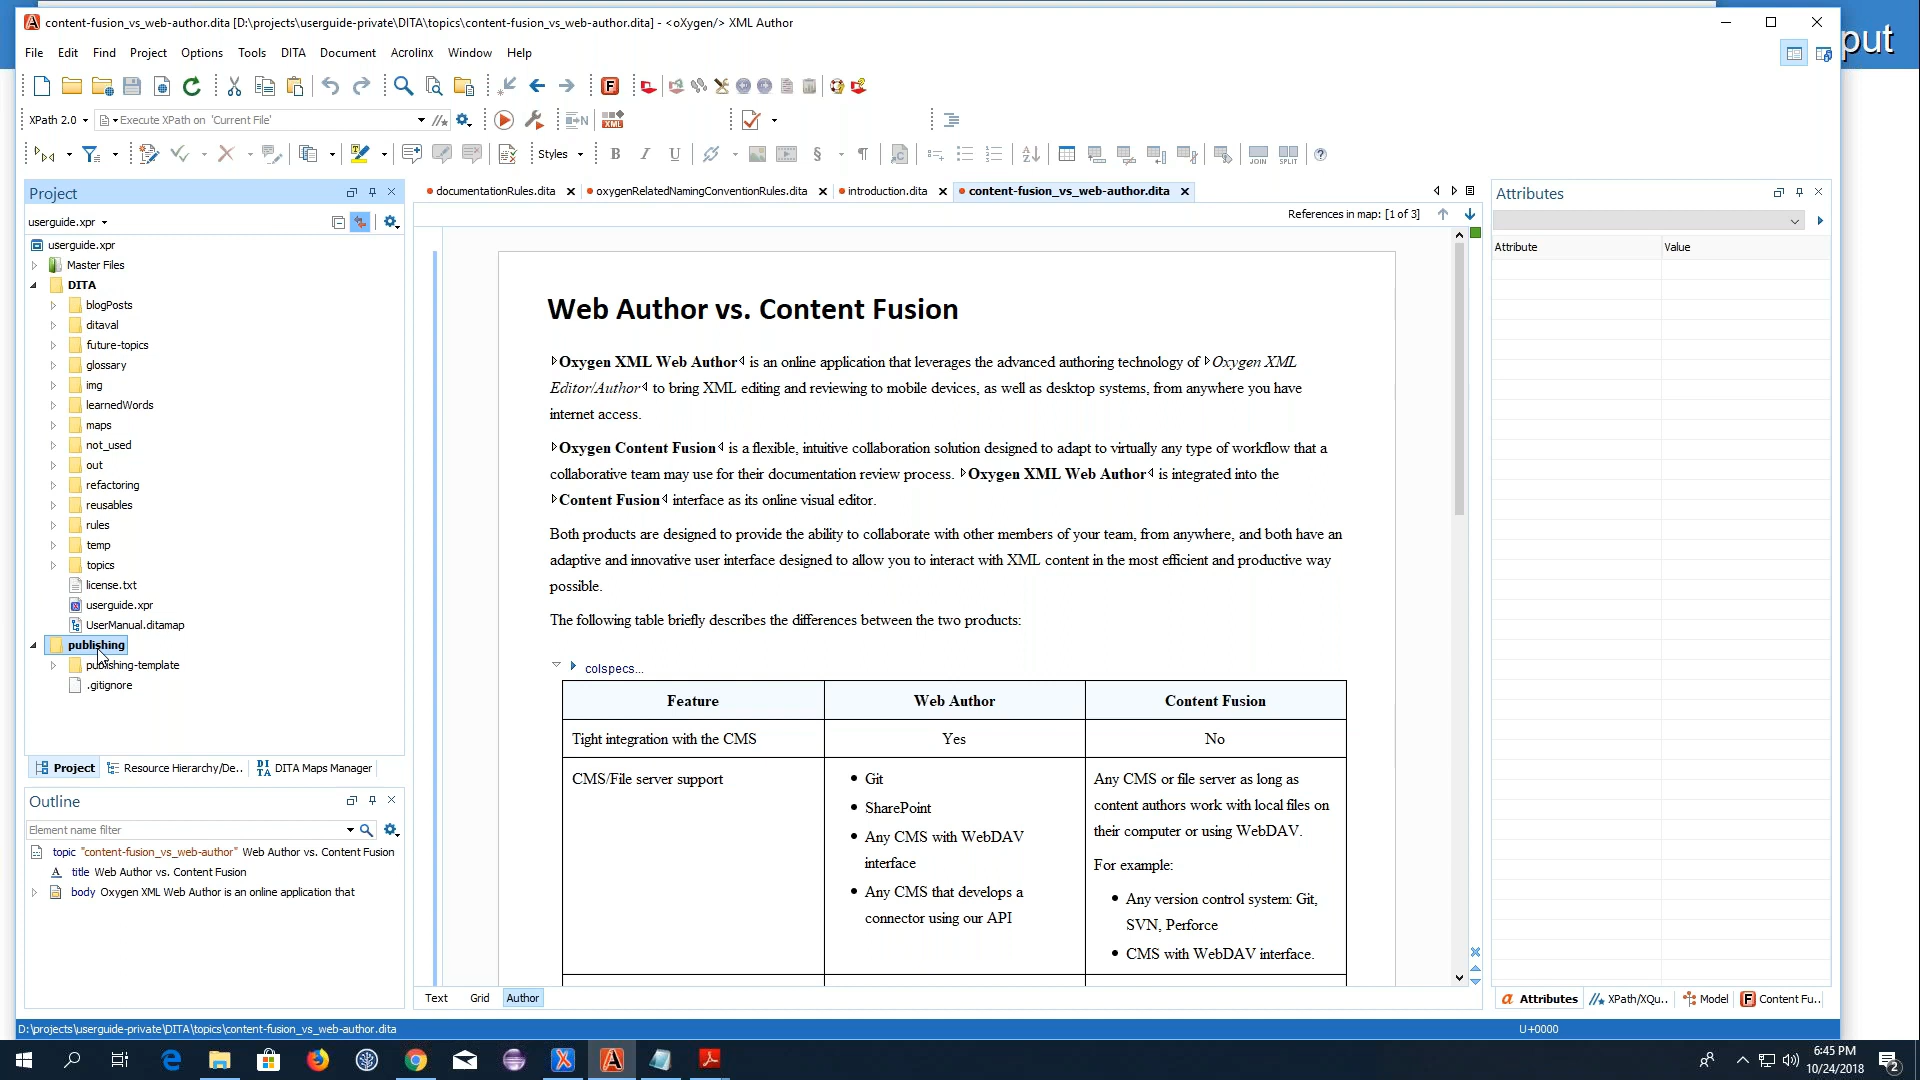 content-fusion_vs_web-author.dita [D:\projects\userguide-private\DITA\topics\content-fusion_vs_web-author.dita] - <oXygen/> XML Author
put
File Edit Find Project Options Tools DITA Document Acrolinx Window Help
XPath 2.0 Execute XPath on 'Current File'
Styles B I U § ¶ JOIN SPLIT
Project
userguide.xpr
userguide.xpr
Master Files
DITA
blogPosts
ditaval
future-topics
glossary
img
learnedWords
maps
not_used
out
refactoring
reusables
rules
temp
topics
license.txt
userguide.xpr
UserManual.ditamap
publishing
publishing-template
.gitignore
Project Resource Hierarchy/De.. DITA Maps Manager
Outline
Element name filter
topic "content-fusion_vs_web-author" Web Author vs. Content Fusion
title Web Author vs. Content Fusion
body Oxygen XML Web Author is an online application that
documentationRules.dita oxygenRelatedNamingConventionRules.dita introduction.dita content-fusion_vs_web-author.dita
References in map: [1 of 3]
Web Author vs. Content Fusion
Oxygen XML Web Author is an online application that leverages the advanced authoring technology of Oxygen XML
Editor/Author to bring XML editing and reviewing to mobile devices, as well as desktop systems, from anywhere you have
internet access.
Oxygen Content Fusion is a flexible, intuitive collaboration solution designed to adapt to virtually any type of workflow that a
collaborative team may use for their documentation review process. Oxygen XML Web Author is integrated into the
Content Fusion interface as its online visual editor.
Both products are designed to provide the ability to collaborate with other members of your team, from anywhere, and both have an
adaptive and innovative user interface designed to allow you to interact with XML content in the most efficient and productive way
possible.
The following table briefly describes the differences between the two products:
colspecs...
Feature Web Author Content Fusion
Tight integration with the CMS Yes No
CMS/File server support
• Git
• SharePoint
• Any CMS with WebDAV
interface
• Any CMS that develops a
connector using our API
Any CMS or file server as long as
content authors work with local files on
their computer or using WebDAV.
For example:
• Any version control system: Git,
SVN, Perforce
• CMS with WebDAV interface.
Text Grid Author
Attributes
Attribute Value
Attributes XPath/XQu.. Model Content Fu..
D:\projects\userguide-private\DITA\topics\content-fusion_vs_web-author.dita
U+0000
6:45 PM
10/24/2018
2